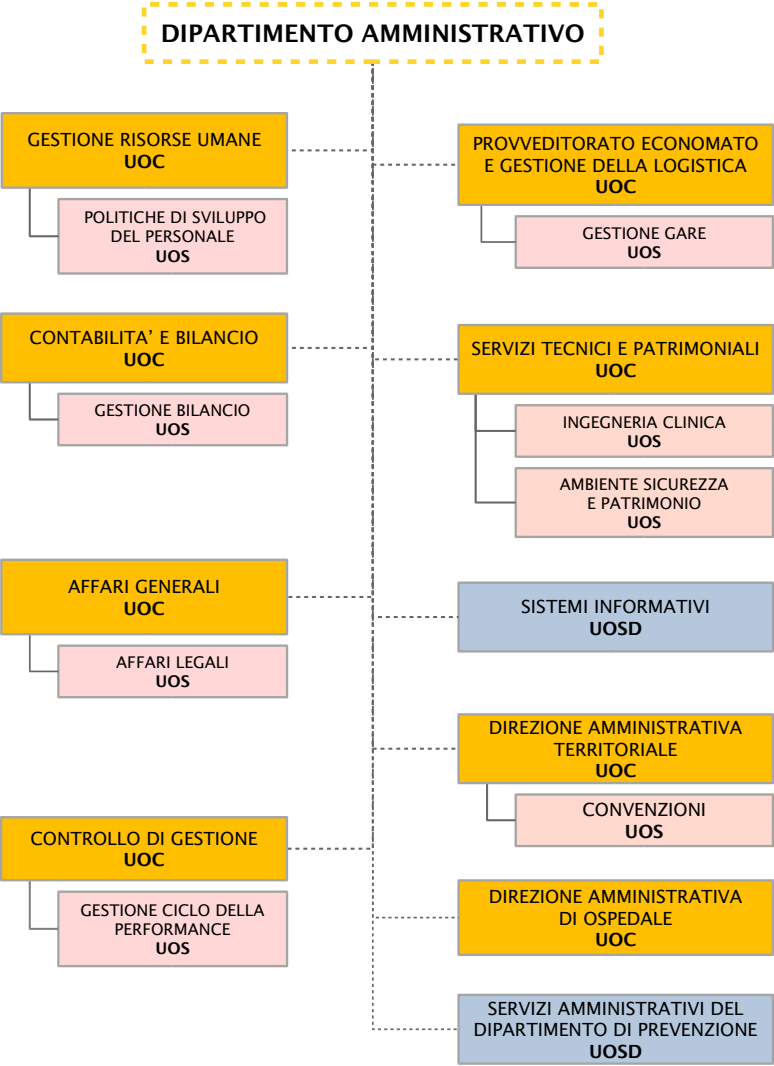 DIPARTIMENTO AMMINISTRATIVO
GESTIONE RISORSE UMANE
UOC
POLITICHE DI SVILUPPO
DEL PERSONALE
UOS
CONTABILITA’ E BILANCIO
UOC
GESTIONE BILANCIO
UOS
AFFARI GENERALI
UOC
AFFARI LEGALI
UOS
CONTROLLO DI GESTIONE
UOC
GESTIONE CICLO DELLA
PERFORMANCE
UOS
PROVVEDITORATO ECONOMATO
E GESTIONE DELLA LOGISTICA
UOC
GESTIONE GARE
UOS
SERVIZI TECNICI E PATRIMONIALI
UOC
INGEGNERIA CLINICA
UOS
AMBIENTE SICUREZZA
E PATRIMONIO
UOS
SISTEMI INFORMATIVI
UOSD
DIREZIONE AMMINISTRATIVA
TERRITORIALE
UOC
CONVENZIONI
UOS
DIREZIONE AMMINISTRATIVA
DI OSPEDALE
UOC
SERVIZI AMMINISTRATIVI DEL
DIPARTIMENTO DI PREVENZIONE
UOSD